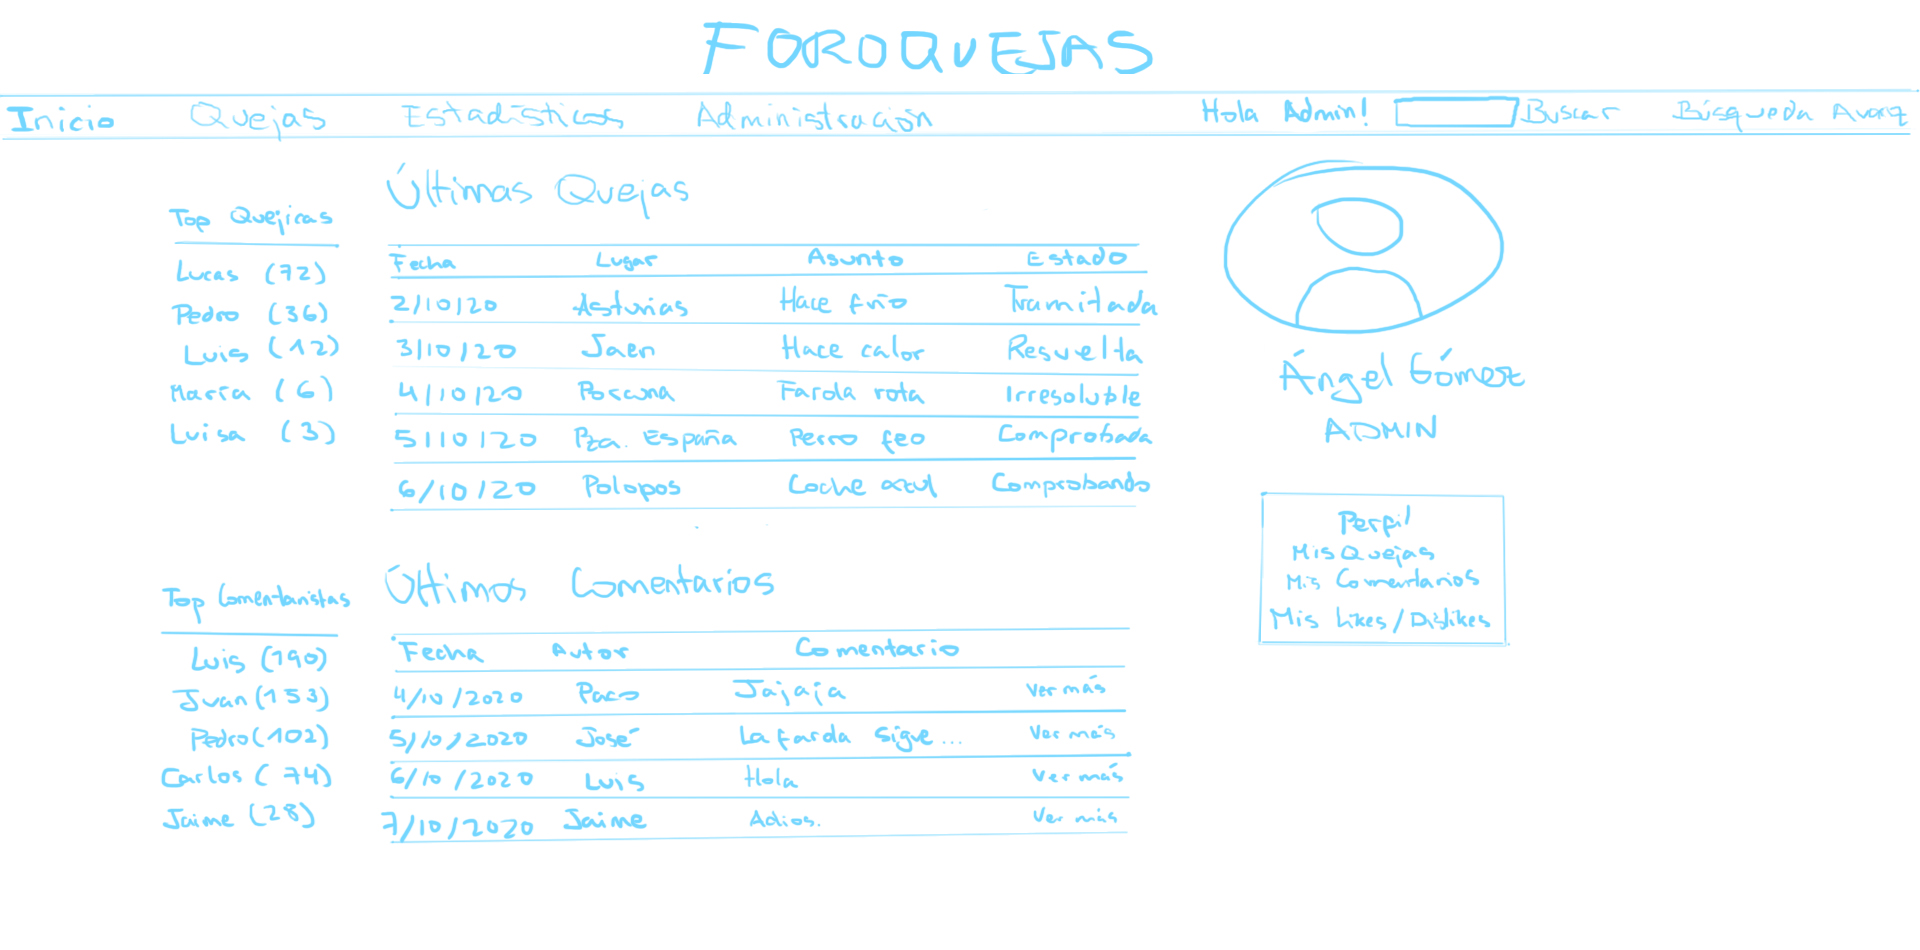 FOROQUEJAS
Inicio Quejas Estadísticas Administración Hola Admin! Buscar Búsqueda Avanz
Top Quejicas
Lucas (72)
Pedro (36)
Luis (12)
María (6)
Luisa (3)
Últimas Quejas
Fecha Lugar Asunto Estado
2/10/20 Asturias Hace frío Tramitada
3/10/20 Jaen Hace calor Resuelta
4/10/20 Porcuna Farola rota Irresoluble
5/10/20 Pza. España Perro feo Comprobada
6/10/20 Polopos Coche azul Comprobando
Ángel Gómez
ADMIN
Perfil
Mis Quejas
Mis Comentarios
Mis Likes/Dislikes
Top Comentaristas
Luis (190)
Juan (153)
Pedro (102)
Carlos (74)
Jaime (28)
Últimos Comentarios
Fecha Autor Comentario
4/10/2020 Paco Jajaja Ver más
5/10/2020 José La farda sigue... Ver más
6/10/2020 Luis Hola Ver más
7/10/2020 Jaime Adios. Ver más